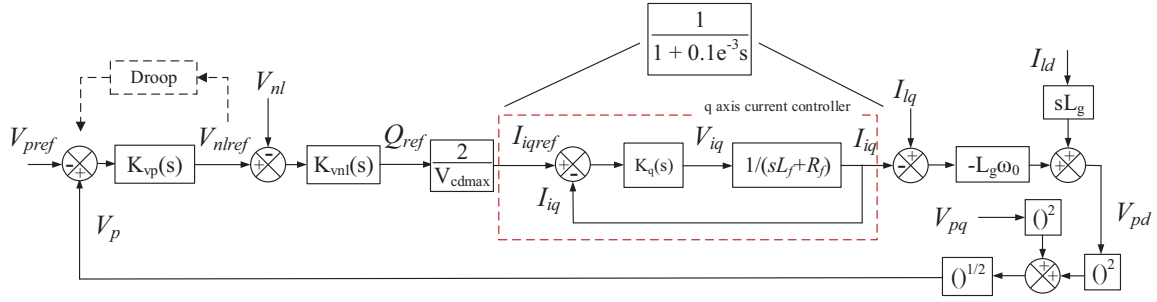 1
1 + 0.1e⁻³s
Droop
V_nl
I_lq
I_ld
sL_g
q axis current controller
V_pref
-
K_vp(s)
V_nlref
-
+
K_vnl(s)
Q_ref
2
V_cdmax
I_iqref
+
-
K_q(s)
V_iq
1/(sL_f+R_f)
I_iq
+
-
-L_gω₀
+
+
+
I_iq
V_p
V_pq
()²
V_pd
()^1/2
+
+
()²